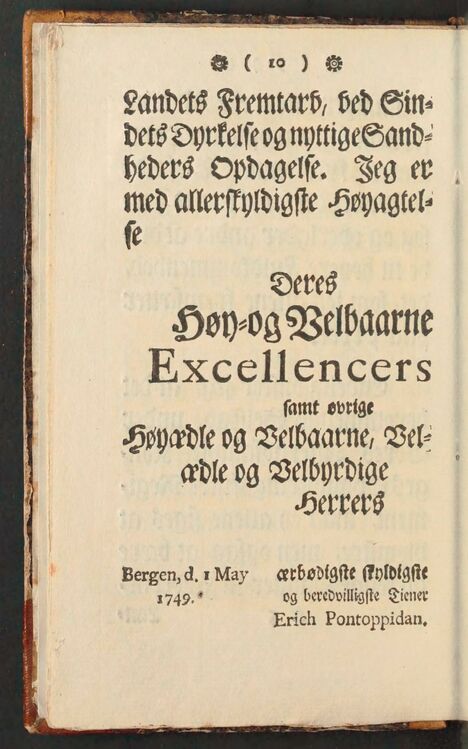 ( 10 )
Landets Fremtarv, ved Sin-
dets Dyrkelse og nyttige Sand-
heders Opdagelse. Jeg er
med allerskyldigste Høyagtel-
se
Deres
Høy-og Velbaarne
Excellencers
samt øvrige
Høyædle og Velbaarne, Vel-
ædle og Velbyrdige
Herrers
Bergen, d. 1 May
1749.
ærbødigste skyldigste
og beredvilligste Tiener
Erich Pontoppidan.